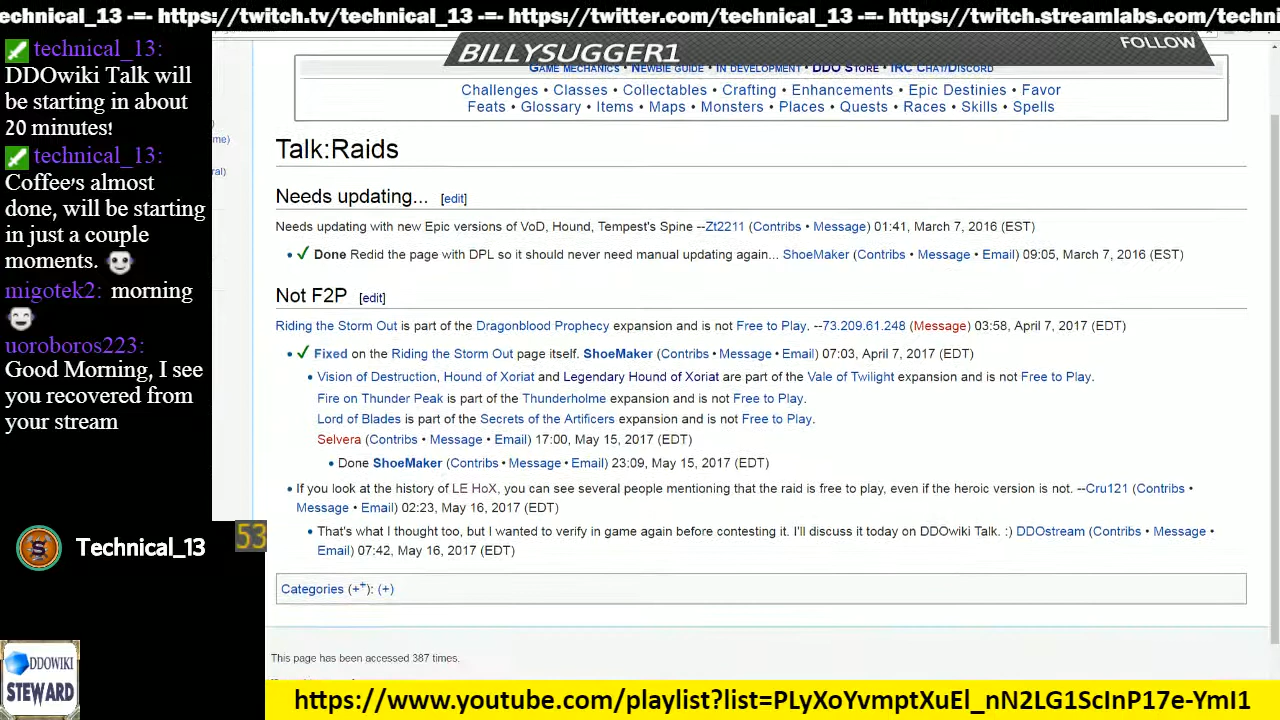 technical_13 -=- https://twitch.tv/technical_13 -=- https://twitter.com/technical_13 -=- https://twitch.streamlabs.com/techni
technical_13:
DDOwiki Talk will
be starting in about
20 minutes!
technical_13:
Coffee's almost
done, will be starting
in just a couple
moments.
migotek2: morning
uoroboros223:
Good Morning, I see
you recovered from
your stream
Technical_13
53
DDOWIKI
STEWARD
BILLYSUGGER1
FOLLOW
me)
ral)
Game mechanics • Newbie guide • In development • DDO Store • IRC Chat/Discord
Challenges • Classes • Collectables • Crafting • Enhancements • Epic Destinies • Favor
Feats • Glossary • Items • Maps • Monsters • Places • Quests • Races • Skills • Spells
Talk:Raids
Needs updating... [edit]
Needs updating with new Epic versions of VoD, Hound, Tempest's Spine --Zt2211 (Contribs • Message) 01:41, March 7, 2016 (EST)
• ✓ Done Redid the page with DPL so it should never need manual updating again... ShoeMaker (Contribs • Message • Email) 09:05, March 7, 2016 (EST)
Not F2P [edit]
Riding the Storm Out is part of the Dragonblood Prophecy expansion and is not Free to Play. --73.209.61.248 (Message) 03:58, April 7, 2017 (EDT)
• ✓ Fixed on the Riding the Storm Out page itself. ShoeMaker (Contribs • Message • Email) 07:03, April 7, 2017 (EDT)
• Vision of Destruction, Hound of Xoriat and Legendary Hound of Xoriat are part of the Vale of Twilight expansion and is not Free to Play.
Fire on Thunder Peak is part of the Thunderholme expansion and is not Free to Play.
Lord of Blades is part of the Secrets of the Artificers expansion and is not Free to Play.
Selvera (Contribs • Message • Email) 17:00, May 15, 2017 (EDT)
• Done ShoeMaker (Contribs • Message • Email) 23:09, May 15, 2017 (EDT)
• If you look at the history of LE HoX, you can see several people mentioning that the raid is free to play, even if the heroic version is not. --Cru121 (Contribs •
Message • Email) 02:23, May 16, 2017 (EDT)
• That's what I thought too, but I wanted to verify in game again before contesting it. I'll discuss it today on DDOwiki Talk. :) DDOstream (Contribs • Message •
Email) 07:42, May 16, 2017 (EDT)
Categories (++): (+)
This page has been accessed 387 times.
https://www.youtube.com/playlist?list=PLyXoYvmptXuEl_nN2LG1ScInP17e-YmI1